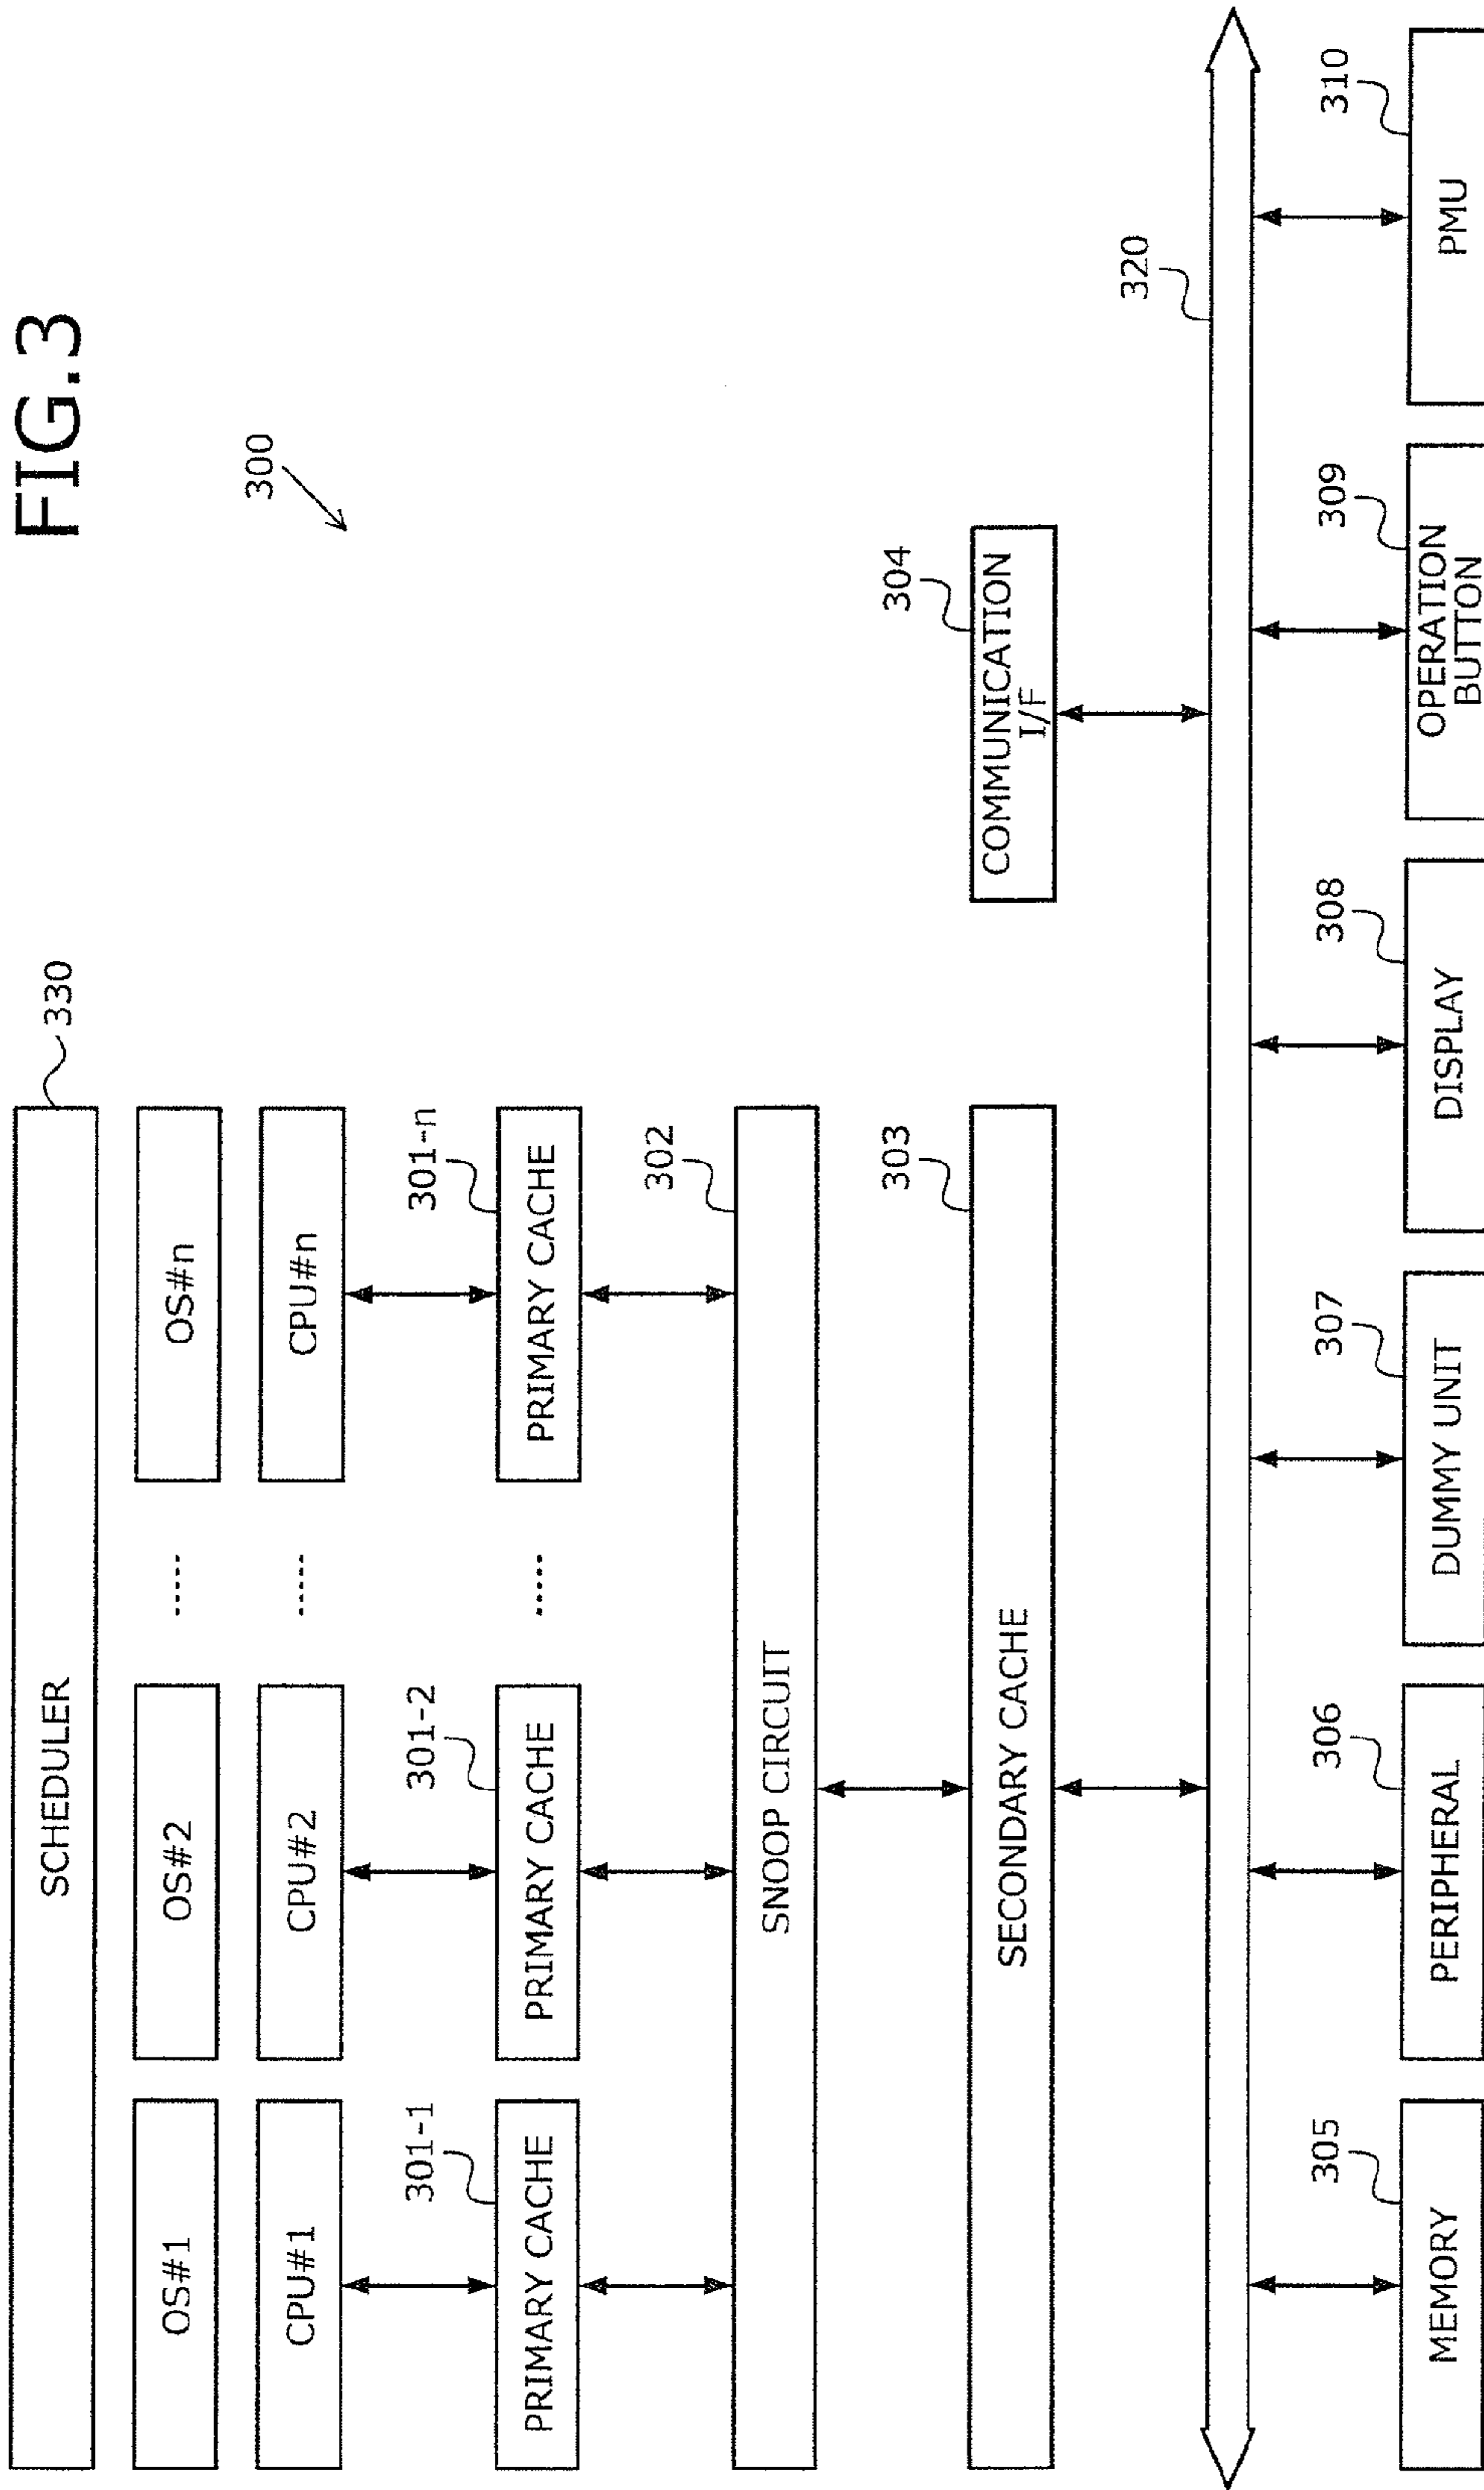 FIG.3
300
SCHEDULER
330
OS#1
OS#2
-----
OS#n
CPU#1
CPU#2
-----
CPU#n
301-1
301-2
301-n
PRIMARY CACHE
PRIMARY CACHE
-----
PRIMARY CACHE
302
SNOOP CIRCUIT
303
304
SECONDARY CACHE
COMMUNICATION
I/F
320
305
306
307
308
309
310
MEMORY
PERIPHERAL
DUMMY UNIT
DISPLAY
OPERATION
BUTTON
PMU